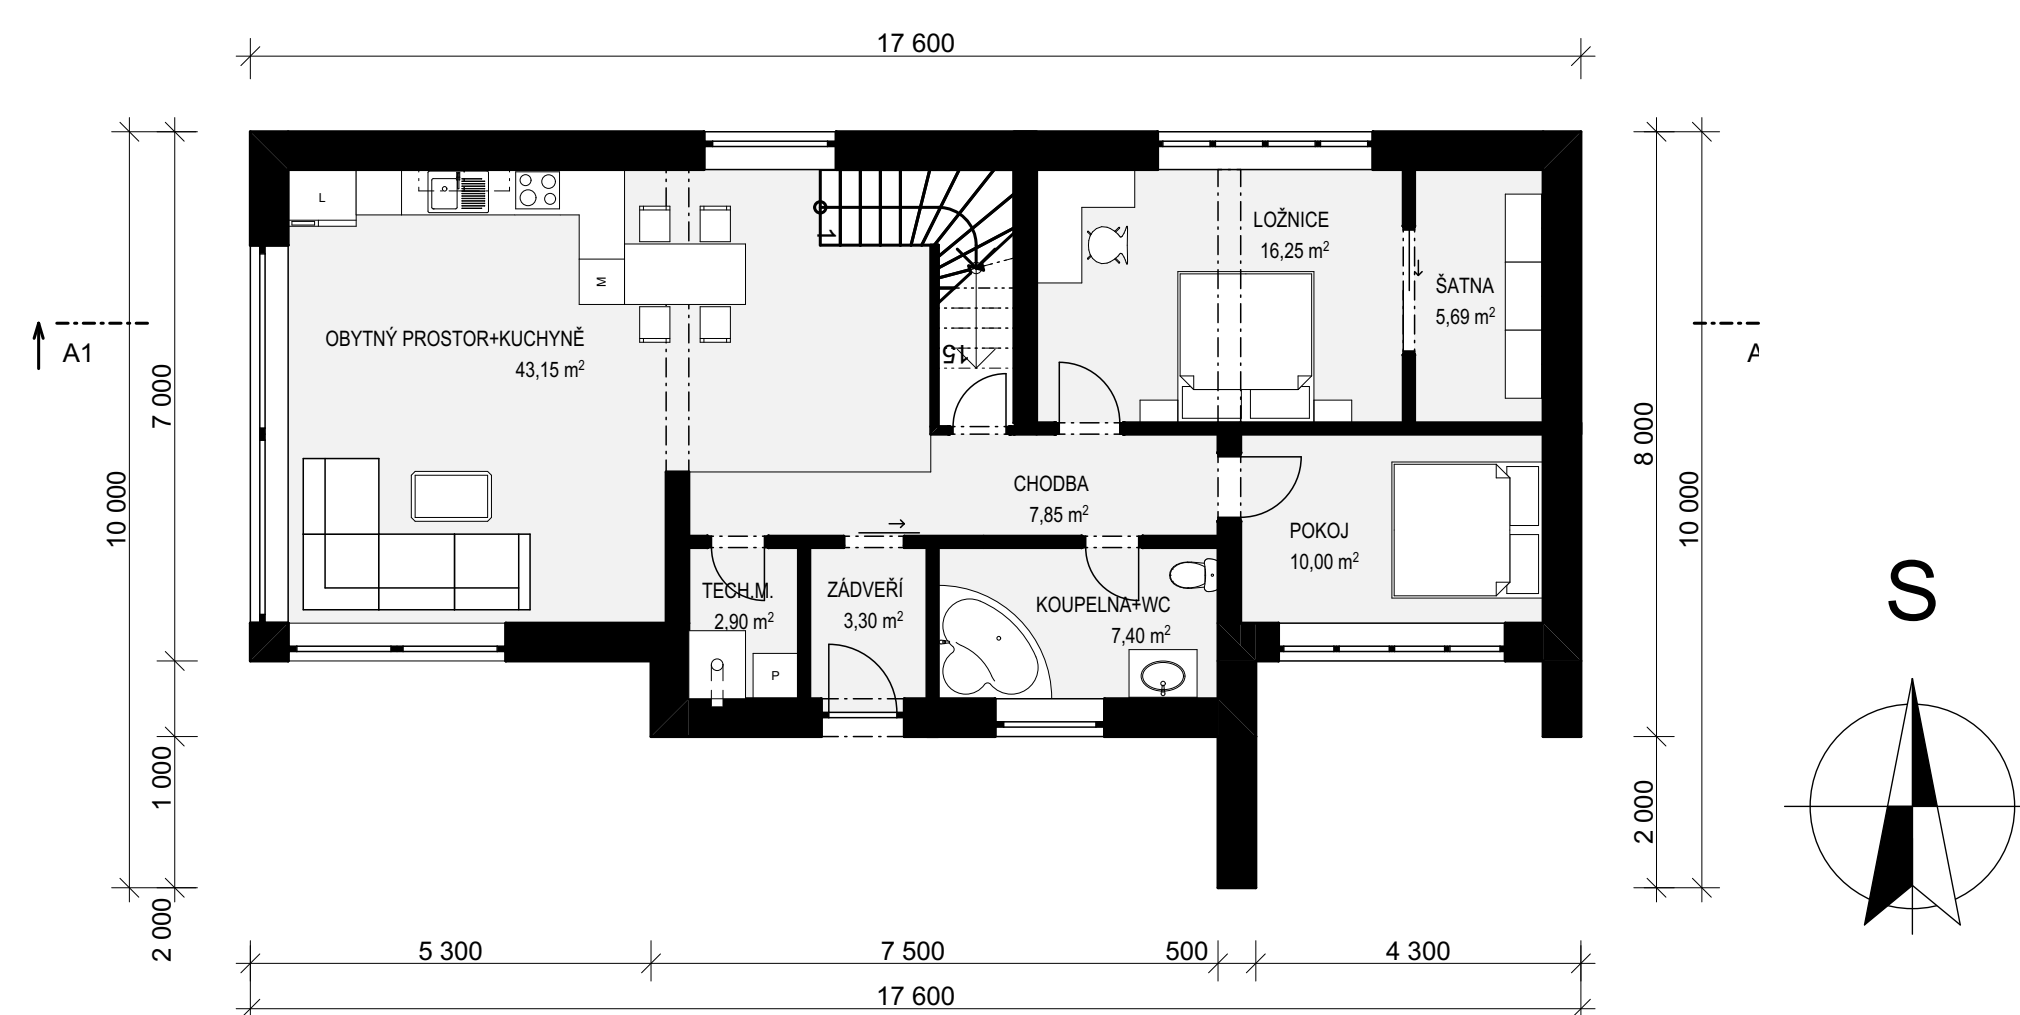 17 600
L
M
1
15
LOŽNICE
16,25 m²
ŠATNA
5,69 m²
OBYTNÝ PROSTOR+KUCHYNĚ
43,15 m²
A1
A
7 000
10 000
1 000
2 000
8 000
10 000
2 000
CHODBA
7,85 m²
POKOJ
10,00 m²
TECH.M.
2,90 m²
ZÁDVEŘÍ
3,30 m²
KOUPELNA+WC
7,40 m²
P
S
5 300
7 500
500
4 300
17 600